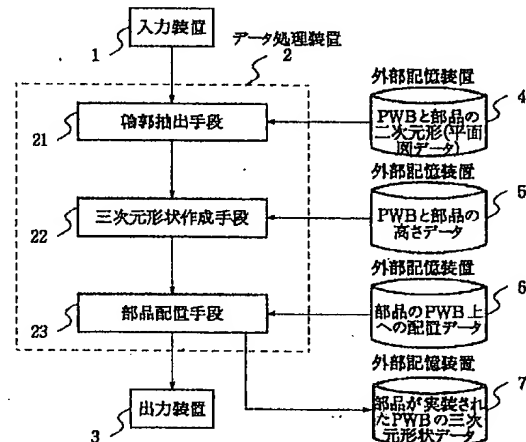 入力装置
1
データ処理装置
2
外部記憶装置
輪郭抽出手段
21
PWBと部品の
二次元形(平面
図データ)
4
外部記憶装置
三次元形状作成手段
22
PWBと部品の
高さデータ
5
外部記憶装置
部品配置手段
23
部品のPWB上
への配置データ
6
外部記憶装置
出力装置
3
部品が実装され
たPWBの三次
元形状データ
7